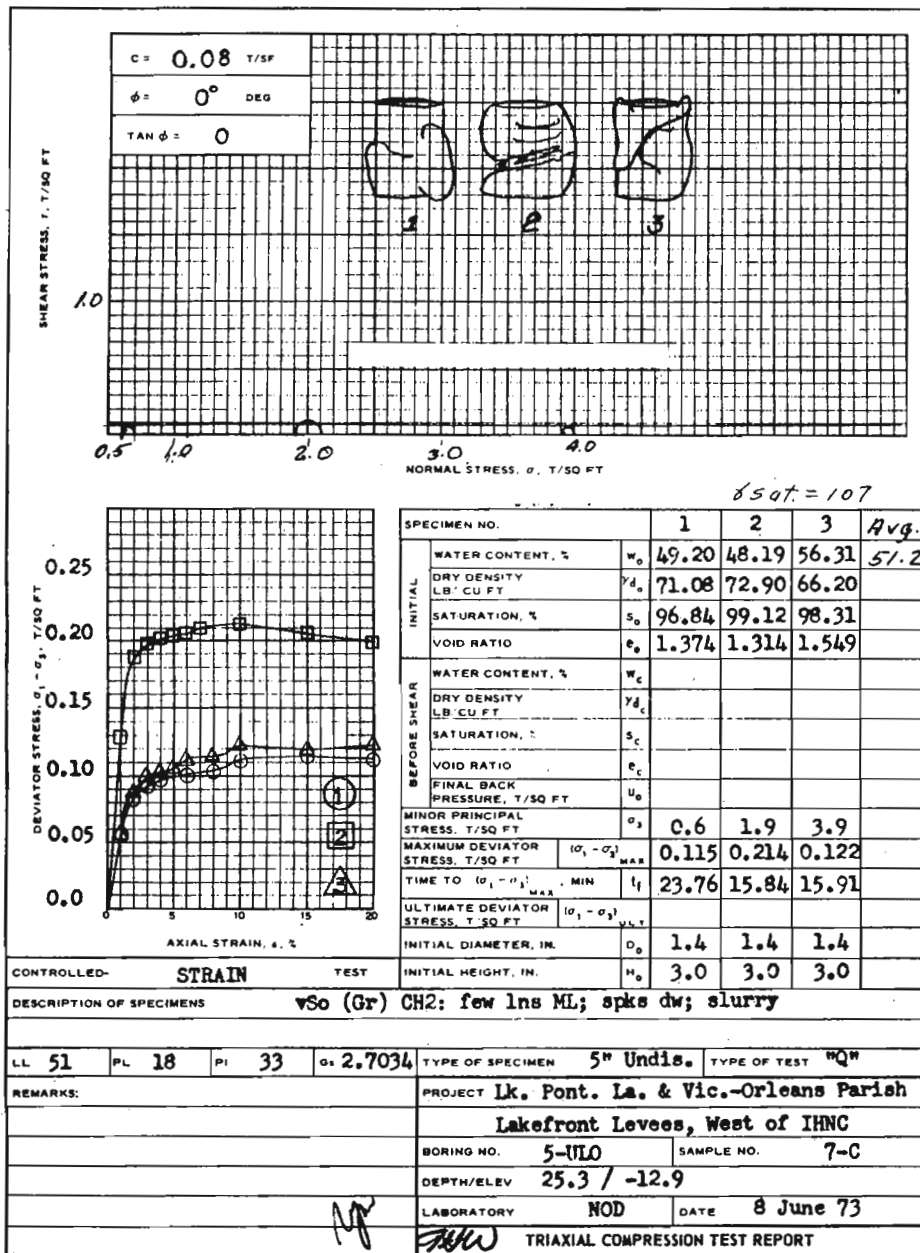 C = 0.08 T/SF
φ = 0° DEG
TAN φ = 0
SHEAR STRESS, T, T/SQ FT
1.0
1 2 3
0.5 1.0 2.0 3.0 4.0
NORMAL STRESS, σ, T/SQ FT
γsat. = 107
DEVIATOR STRESS, σ₁ - σ₃, T/SQ FT
0.25
0.20
0.15
0.10
0.05
0.0
1
2
3
0 5 10 15 20
AXIAL STRAIN, ε, %
SPECIMEN NO. 1 2 3 Avg.
INITIAL
WATER CONTENT, % w₀ 49.20 48.19 56.31 51.2
DRY DENSITY LB/CU FT γd₀ 71.08 72.90 66.20
SATURATION, % S₀ 96.84 99.12 98.31
VOID RATIO e₀ 1.374 1.314 1.549
BEFORE SHEAR
WATER CONTENT, % wc
DRY DENSITY LB/CU FT γdc
SATURATION, % Sc
VOID RATIO ec
FINAL BACK PRESSURE, T/SQ FT u₀
MINOR PRINCIPAL STRESS, T/SQ FT σ₃ 0.6 1.9 3.9
MAXIMUM DEVIATOR STRESS, T/SQ FT (σ₁ - σ₃) MAX 0.115 0.214 0.122
TIME TO (σ₁ - σ₃) MAX, MIN tf 23.76 15.84 15.91
ULTIMATE DEVIATOR STRESS, T/SQ FT (σ₁ - σ₃) ULT
INITIAL DIAMETER, IN. D₀ 1.4 1.4 1.4
INITIAL HEIGHT, IN. H₀ 3.0 3.0 3.0
CONTROLLED- STRAIN TEST
DESCRIPTION OF SPECIMENS vSo (Gr) CH2: few lns ML; spks dw; slurry
LL 51 PL 18 PI 33 Gs 2.7034 TYPE OF SPECIMEN 5" Undis. TYPE OF TEST "Q"
REMARKS:
PROJECT Lk. Pont. La. & Vic.-Orleans Parish
Lakefront Levees, West of IHNC
BORING NO. 5-ULO SAMPLE NO. 7-C
DEPTH/ELEV 25.3 / -12.9
LABORATORY NOD DATE 8 June 73
TRIAXIAL COMPRESSION TEST REPORT